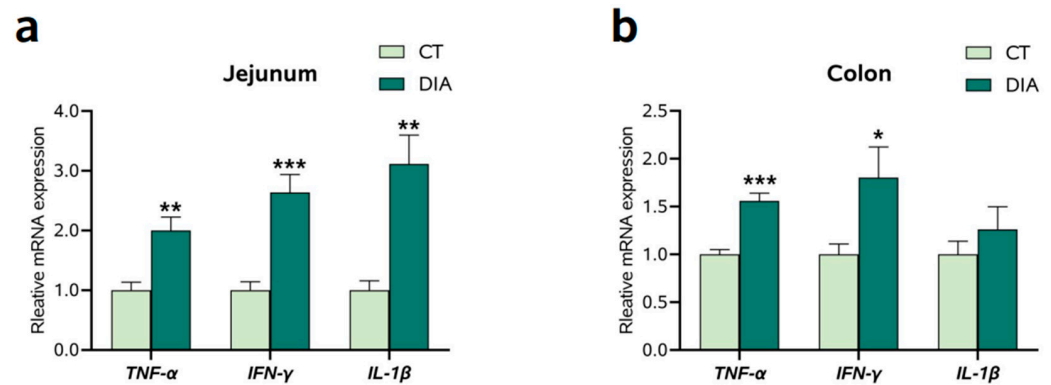 a
Jejunum
CT
DIA
Rleative mRNA expression
4.0
3.0
2.0
1.0
0.0
**
***
**
TNF-α IFN-γ IL-1β
b
Colon
CT
DIA
Rleative mRNA expression
2.5
2.0
1.5
1.0
0.5
0.0
***
*
TNF-α IFN-γ IL-1β